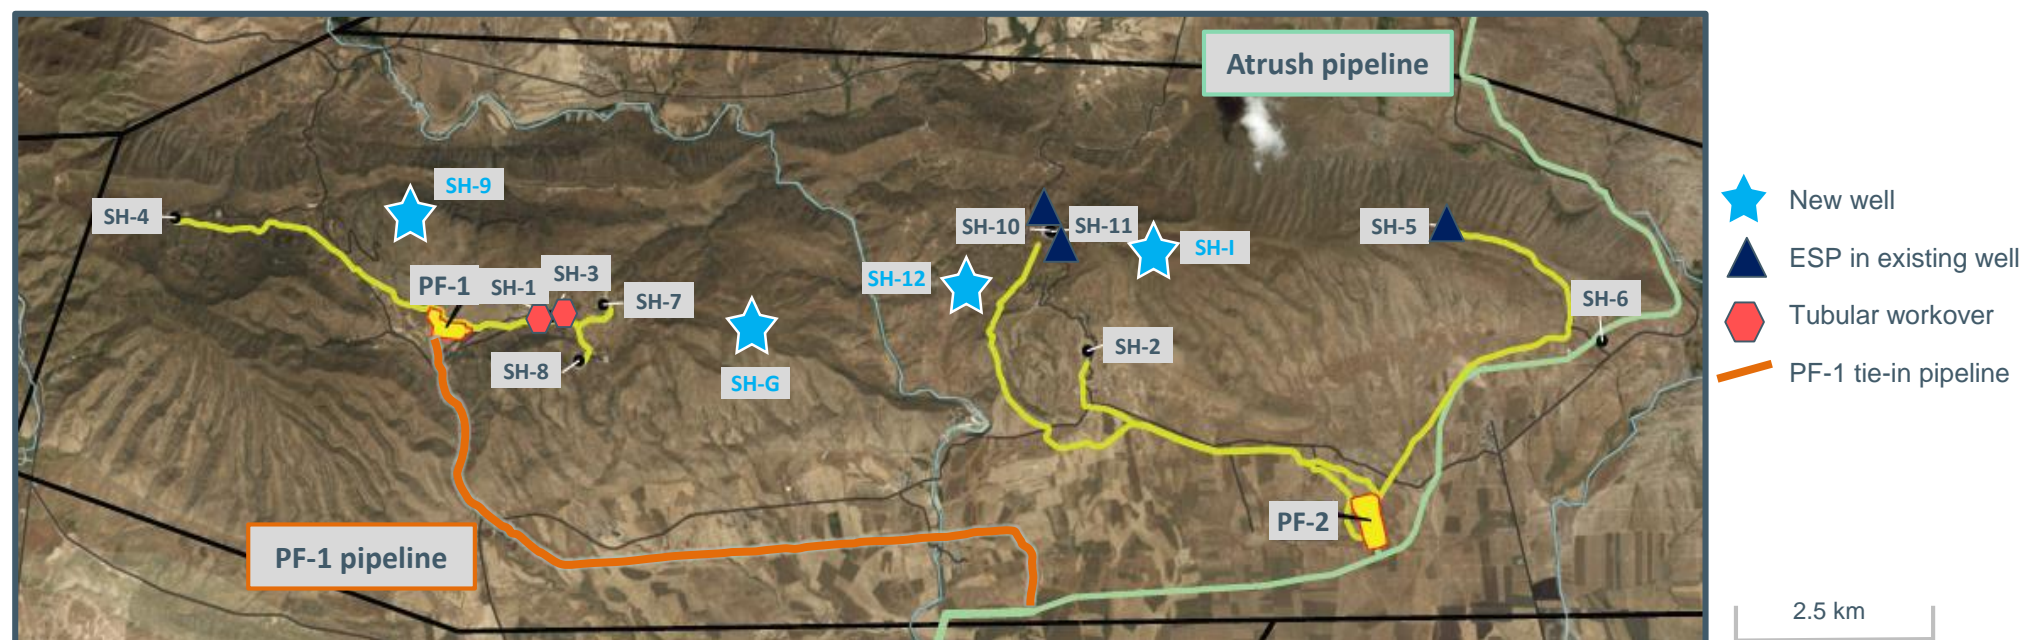 Atrush pipeline
SH-9
SH-4
SH-10
SH-11
SH-5
SH-I
SH-12
PF-1
SH-1
SH-3
SH-7
SH-6
SH-2
SH-8
SH-G
PF-2
PF-1 pipeline
New well
ESP in existing well
Tubular workover
PF-1 tie-in pipeline
2.5 km